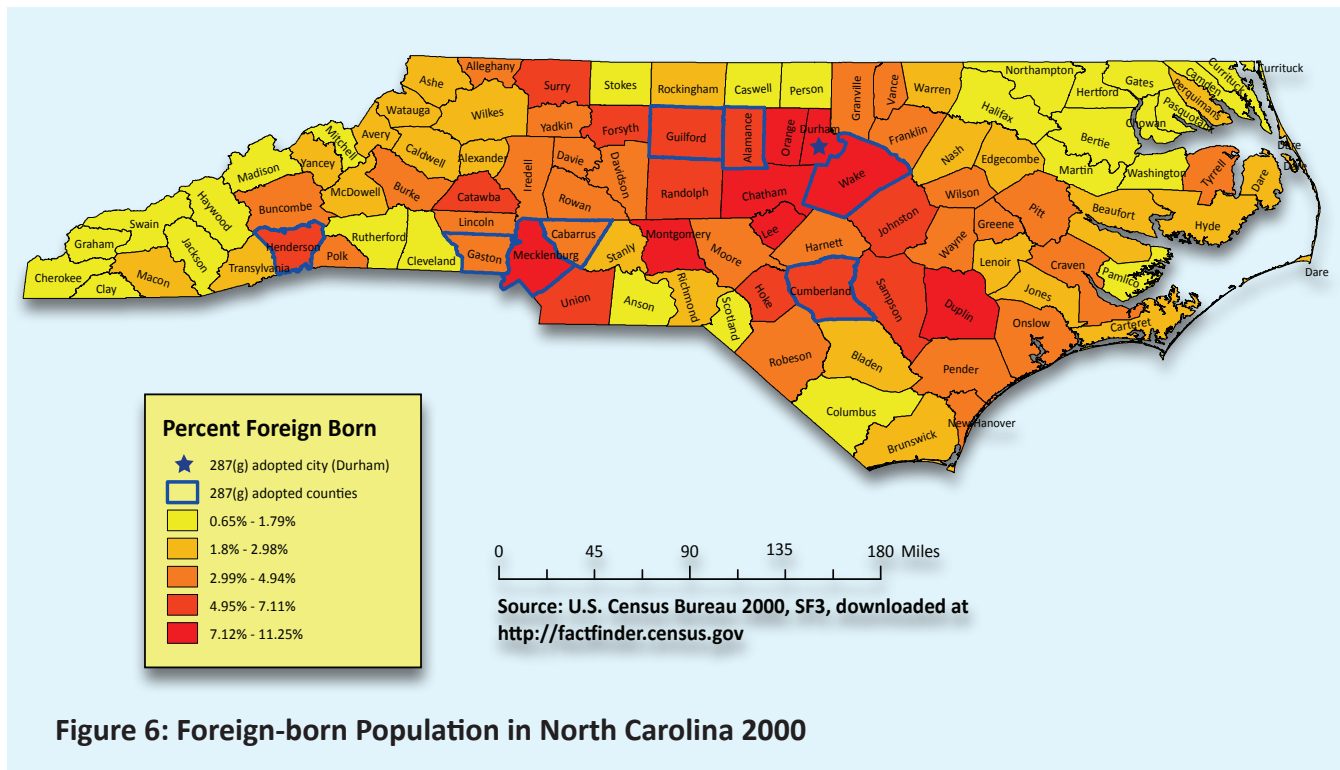 Ashe
Alleghany
Surry
Stokes
Rockingham
Caswell
Person
Granville
Vance
Warren
Northampton
Gates
Currituck
Camden
Currituck
Hertford
Perquimans
Pasquotank
Halifax
Chowan
Bertie
Watauga
Wilkes
Yadkin
Forsyth
Guilford
Alamance
Orange
Durham
Franklin
Nash
Edgecombe
Martin
Washington
Tyrrell
Dare
Dare
Dare
Mitchell
Avery
Yancey
Caldwell
Alexander
Iredell
Davie
Davidson
Randolph
Chatham
Wake
Madison
Haywood
Buncombe
McDowell
Burke
Catawba
Rowan
Wilson
Pitt
Beaufort
Hyde
Swain
Graham
Jackson
Henderson
Rutherford
Lincoln
Cabarrus
Montgomery
Lee
Johnston
Greene
Wayne
Harnett
Moore
Stanly
Cherokee
Clay
Macon
Transylvania
Polk
Cleveland
Gaston
Mecklenburg
Lenoir
Craven
Pamlico
Dare
Union
Anson
Richmond
Scotland
Hoke
Cumberland
Sampson
Duplin
Jones
Onslow
Carteret
Robeson
Bladen
Pender
Columbus
Brunswick
New Hanover
Percent Foreign Born
287(g) adopted city (Durham)
287(g) adopted counties
0.65% - 1.79%
1.8% - 2.98%
2.99% - 4.94%
4.95% - 7.11%
7.12% - 11.25%
0 45 90 135 180 Miles
Source: U.S. Census Bureau 2000, SF3, downloaded at
http://factfinder.census.gov
Figure 6: Foreign-born Population in North Carolina 2000